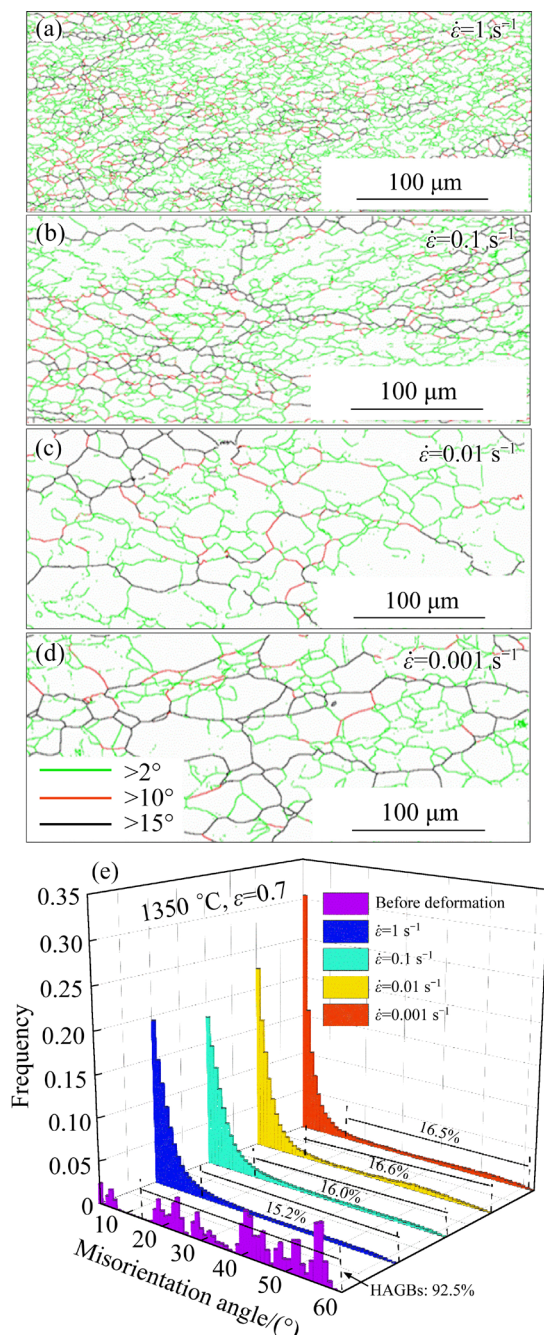 (a)
ε̇=1 s⁻¹
100 μm
(b)
ε̇=0.1 s⁻¹
100 μm
(c)
ε̇=0.01 s⁻¹
100 μm
(d)
ε̇=0.001 s⁻¹
>2°
>10°
>15°
100 μm
(e)
1350 °C, ε=0.7
Before deformation
ε̇=1 s⁻¹
ε̇=0.1 s⁻¹
ε̇=0.01 s⁻¹
ε̇=0.001 s⁻¹
Frequency
0.35
0.30
0.25
0.20
0.15
0.10
0.05
0
16.5%
16.6%
16.0%
15.2%
10
20
30
40
50
60
Misorientation angle/(°)
HAGBs: 92.5%